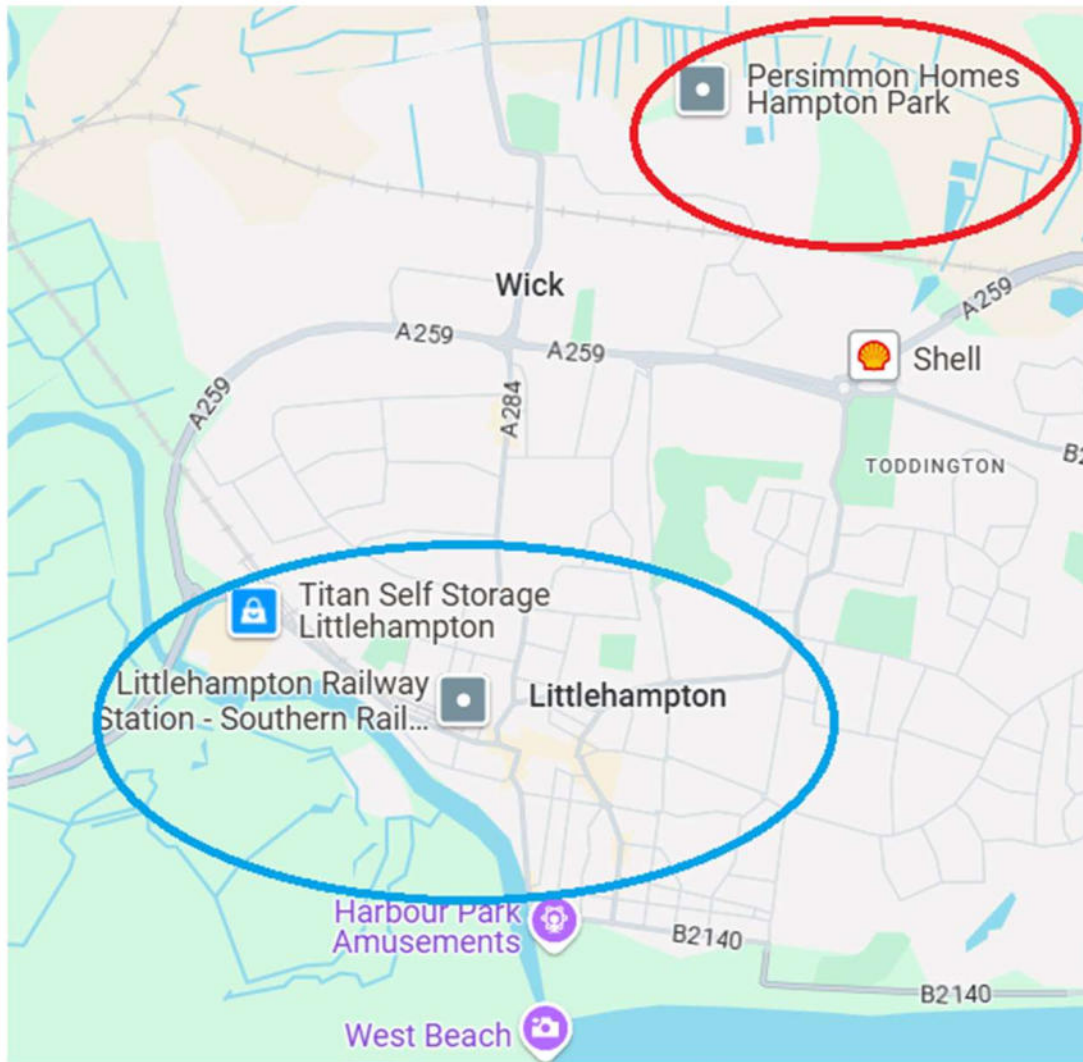 Persimmon Homes
Hampton Park
Wick
A259
A259
A259
A259
Shell
A284
TODDINGTON
Titan Self Storage
Littlehampton
Littlehampton Railway
Station - Southern Rail...
Littlehampton
Harbour Park
Amusements
B2140
B2140
West Beach